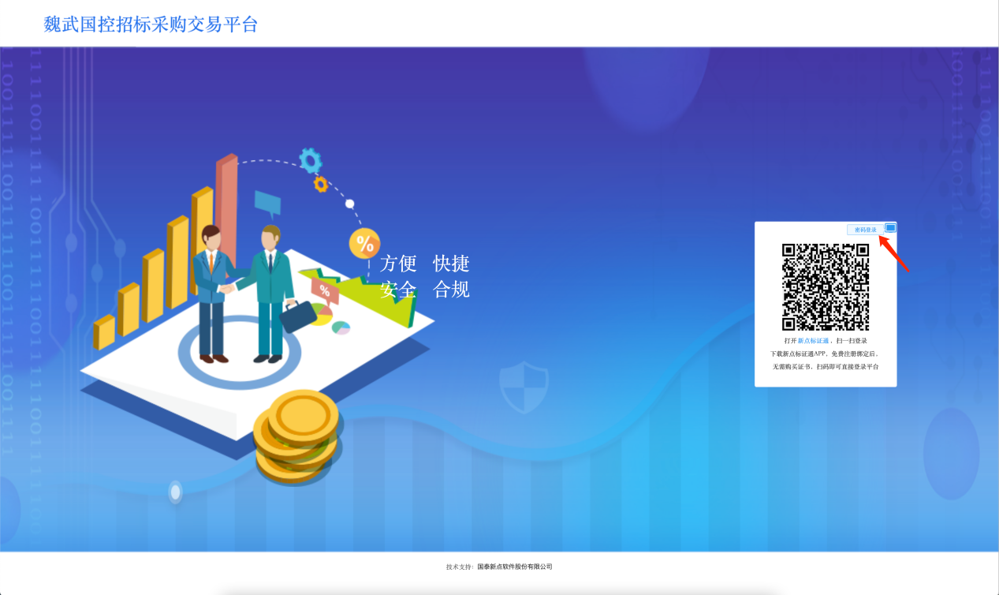 魏武国控招标采购交易平台
方便 快捷
安全 合规
%
%
密码登录
打开新点标证通，扫一扫登录
下载新点标证通APP，免费注册绑定后，
无需购买证书、扫码即可直接登录平台
技术支持：国泰新点软件股份有限公司